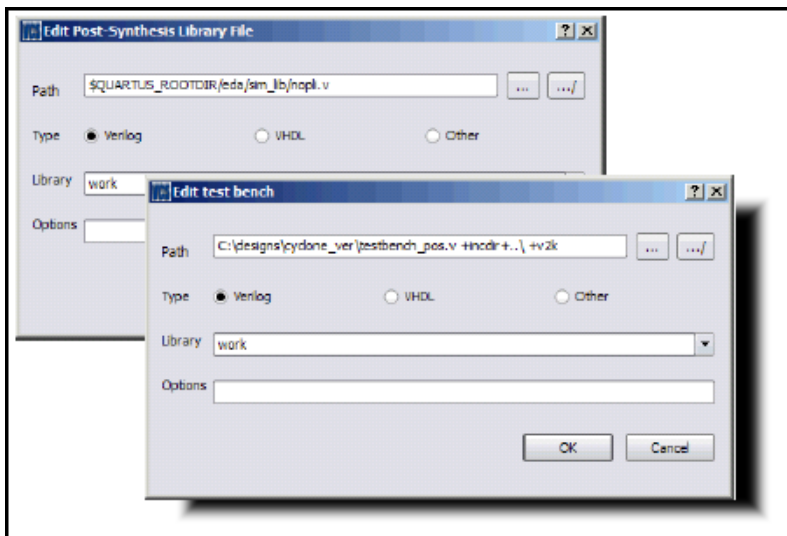 Edit Post-Synthesis Library File
Path $QUARTUS_ROOTDIR/eda/sim_lib/nopli.v ... .../
Type Verilog VHDL Other
Library work
Options
Edit test bench
Path C:\designs\cyclone_ver\testbench_pos.v +incdir+..\ +v2k ... .../
Type Verilog VHDL Other
Library work
Options
OK Cancel